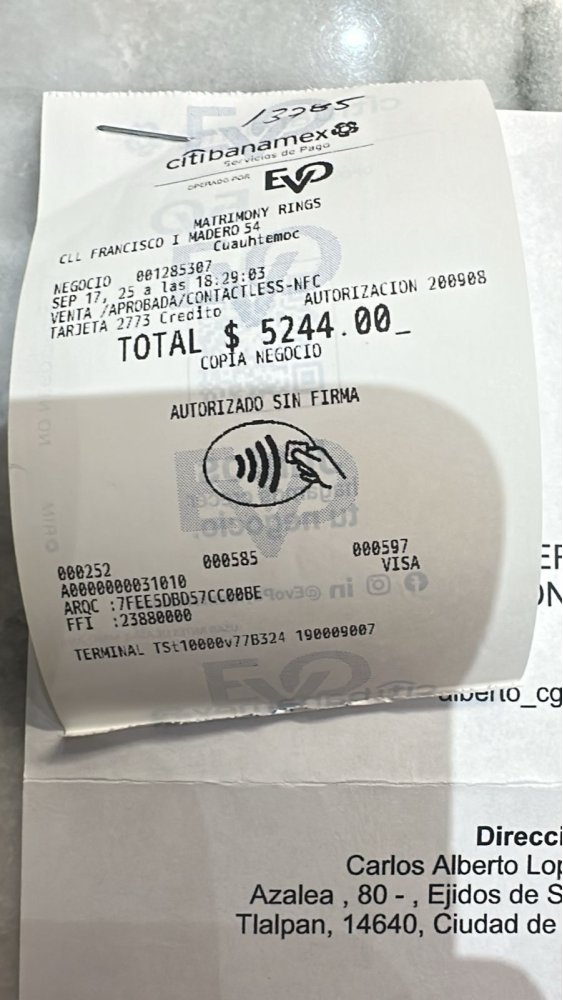 13785
citibanamex
Servicios de Pago
OPERADO POR EVO
MATRIMONY RINGS
CLL FRANCISCO I MADERO 54
Cuauhtemoc
NEGOCIO 001285307
SEP 17, 25 a las 18:29:03
VENTA /APROBADA/CONTACTLESS-NFC
TARJETA 2773 Credito AUTORIZACION 200908
TOTAL $ 5244.00_
COPIA NEGOCIO
AUTORIZADO SIN FIRMA
000252 000585 000597
A0000000031010 VISA
ARQC :7FEE5DBD57CC00BE
FFI :23880000
TERMINAL TSt10000v77B324 190009007
alberto_cg
Direcci
Carlos Alberto Lop
Azalea , 80 - , Ejidos de S
Tlalpan, 14640, Ciudad de